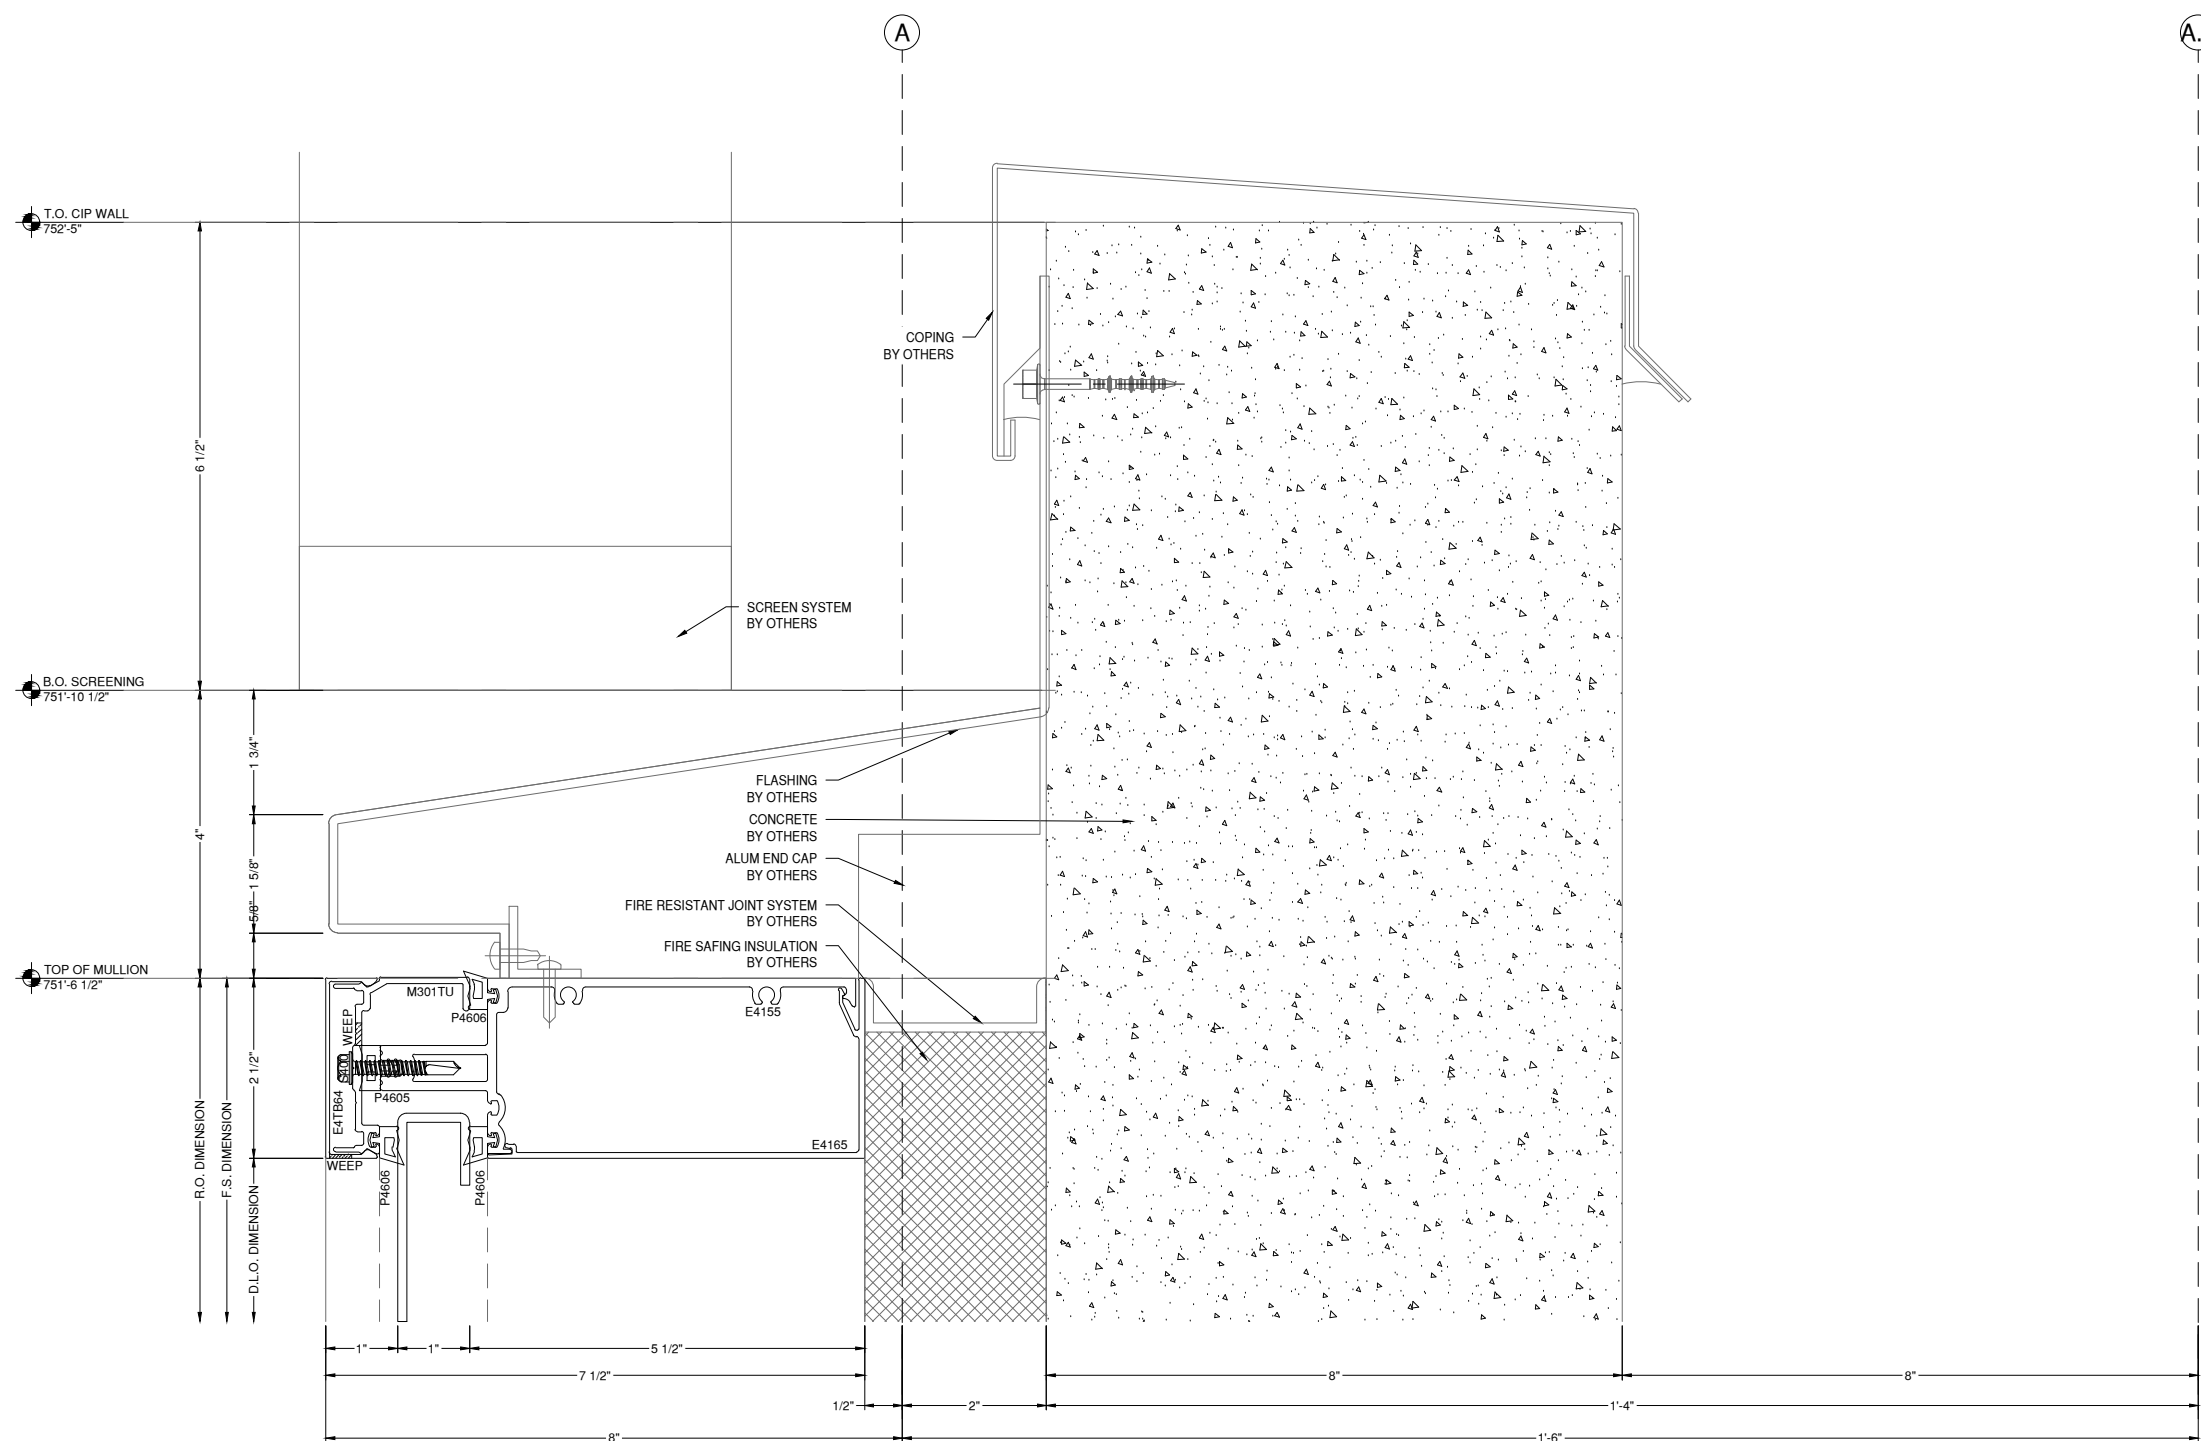 A
A.
T.O. CIP WALL
752'-5"
COPING
BY OTHERS
6 1/2"
SCREEN SYSTEM
BY OTHERS
B.O. SCREENING
751'-10 1/2"
1 3/4"
FLASHING
BY OTHERS
CONCRETE
BY OTHERS
4"
ALUM END CAP
BY OTHERS
1 5/8"
5/8"
FIRE RESISTANT JOINT SYSTEM
BY OTHERS
FIRE SAFING INSULATION
BY OTHERS
TOP OF MULLION
751'-6 1/2"
M301TU
P4606
E4155
WEEP
S400
2 1/2"
P4605
E4TB64
E4165
WEEP
P4606
P4606
R.O. DIMENSION
F.S. DIMENSION
D.L.O. DIMENSION
1"
1"
5 1/2"
7 1/2"
8"
8"
1/2"
2"
1'-4"
8"
1'-6"